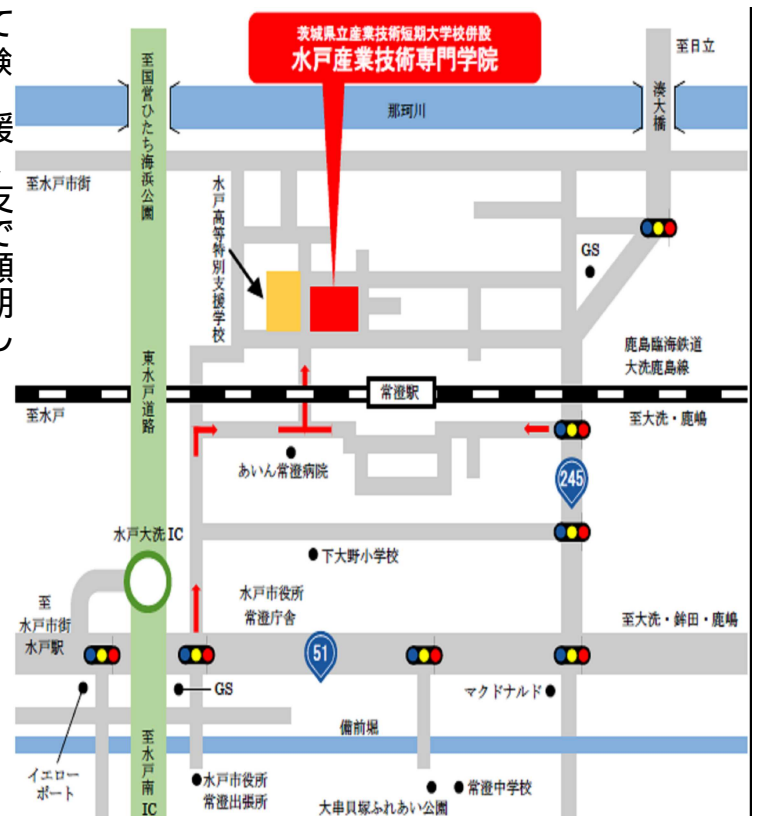 て
険
援
、
支
で
願
期
し
茨城県立産業技術短期大学校併設
水戸産業技術専門学院
至日立
至国営ひたち海浜公園
那珂川
湊大橋
至水戸市街
水戸高等特別支援学校
GS
鹿島臨海鉄道
大洗鹿島線
東水戸道路
常澄駅
至水戸
至大洗・鹿嶋
あいん常澄病院
245
水戸大洗IC
下大野小学校
至
水戸市街
水戸駅
水戸市役所
常澄庁舎
至大洗・鉾田・鹿嶋
51
GS
マクドナルド
備前堀
イエロー
ポート
至水戸南IC
水戸市役所
常澄出張所
大串貝塚ふれあい公園
常澄中学校